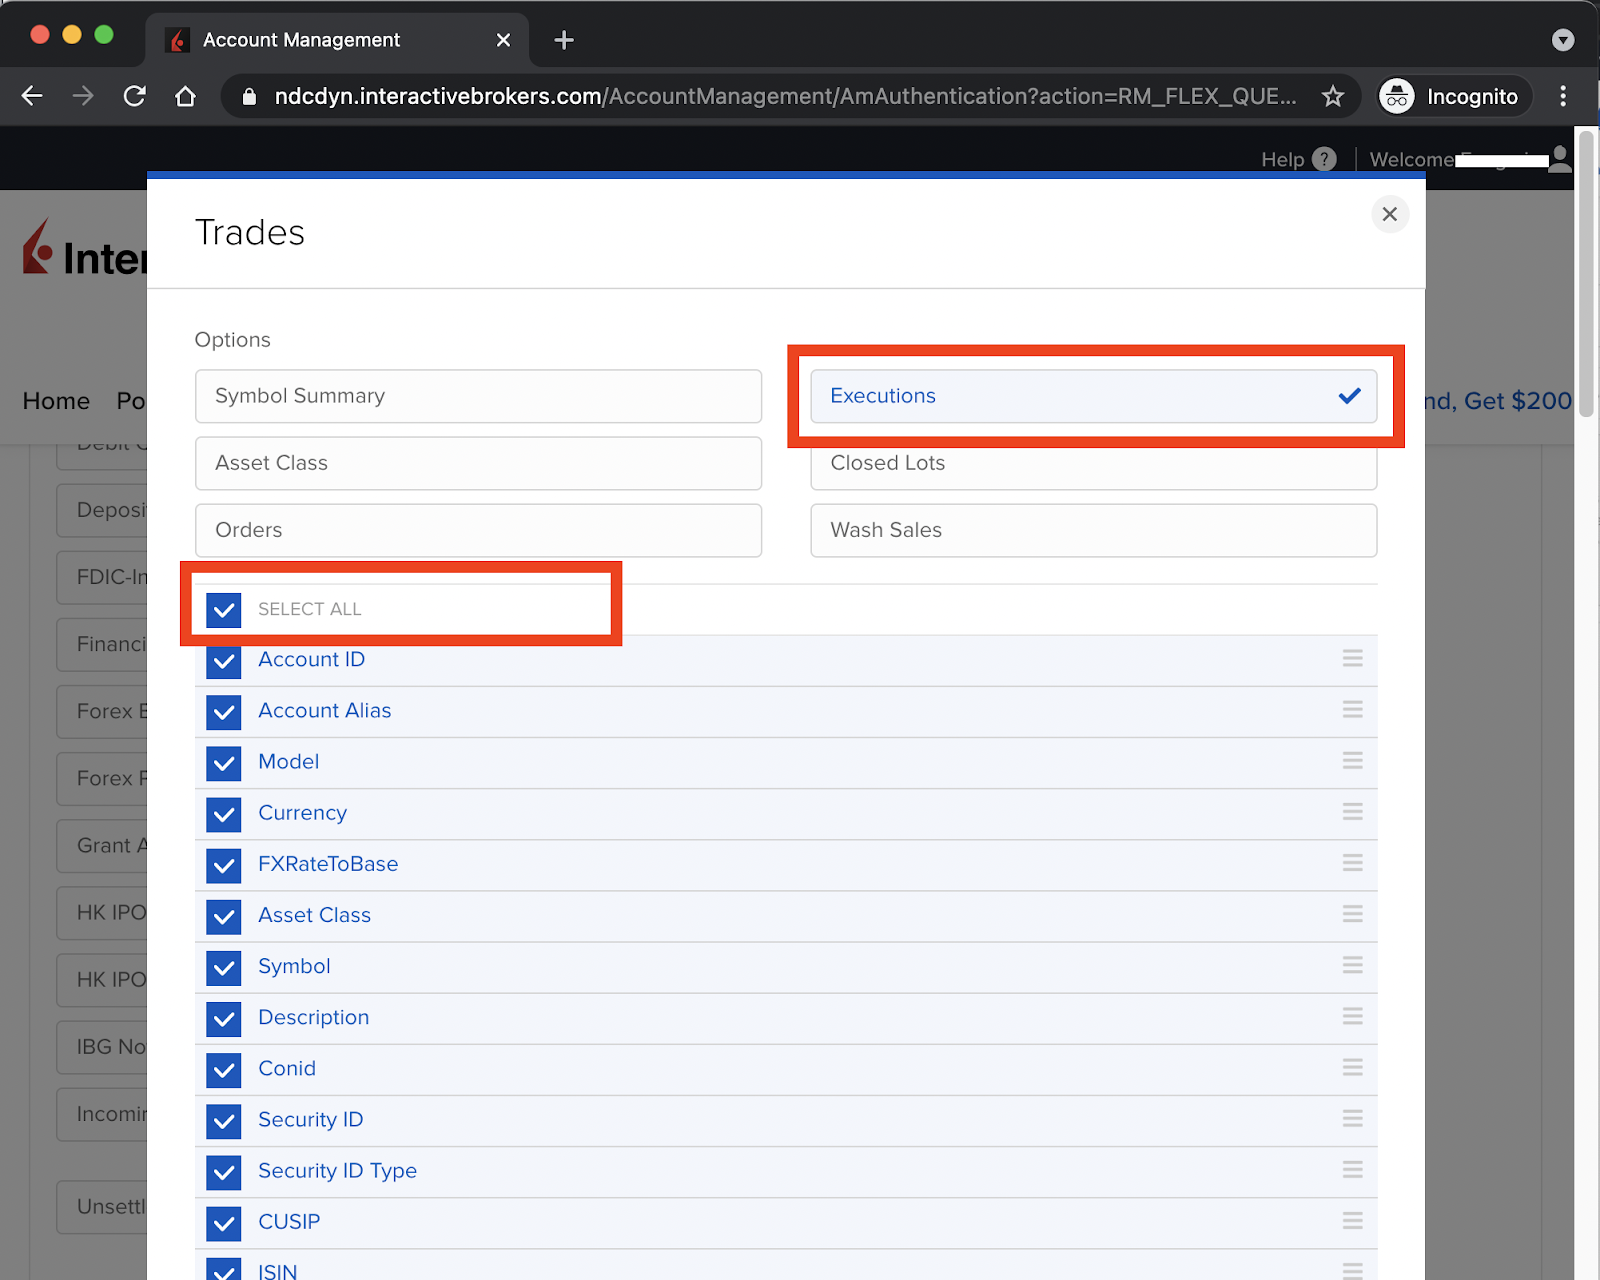 Account Management
ndcdyn.interactivebrokers.com/AccountManagement/AmAuthentication?action=RM_FLEX_QUE...
Incognito
Help ?
Welcome
Inter
Trades
Options
Symbol Summary
Executions
Home Po
nd, Get $200
Asset Class
Closed Lots
Deposi
Orders
Wash Sales
FDIC-In
SELECT ALL
Financi
Account ID
Forex B
Account Alias
Model
Forex P
Currency
Grant A
FXRateToBase
HK IPO
Asset Class
Symbol
HK IPO
Description
IBG No
Conid
Incomin
Security ID
Security ID Type
Unsettl
CUSIP
ISIN